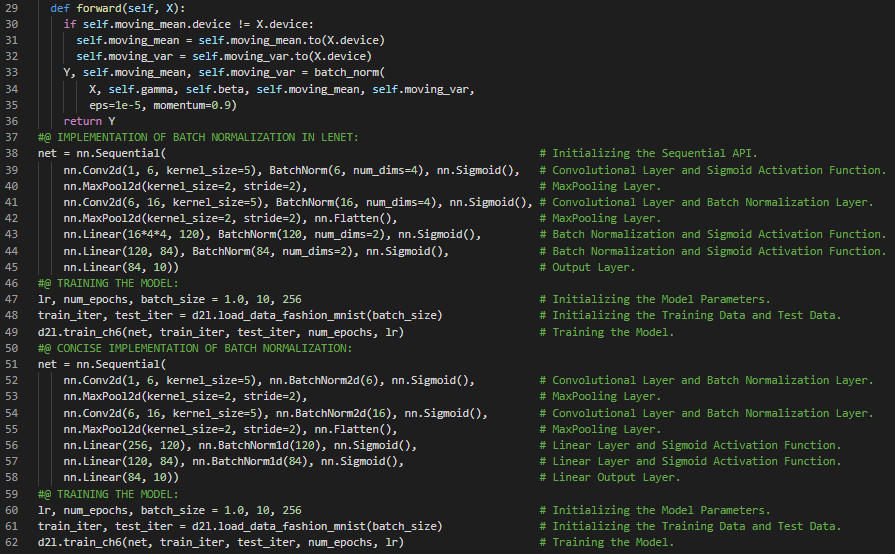 29 def forward(self, X):
30 if self.moving_mean.device != X.device:
31 self.moving_mean = self.moving_mean.to(X.device)
32 self.moving_var = self.moving_var.to(X.device)
33 Y, self.moving_mean, self.moving_var = batch_norm(
34 X, self.gamma, self.beta, self.moving_mean, self.moving_var,
35 eps=1e-5, momentum=0.9)
36 return Y
37 #@ IMPLEMENTATION OF BATCH NORMALIZATION IN LENET:
38 net = nn.Sequential( # Initializing the Sequential API.
39 nn.Conv2d(1, 6, kernel_size=5), BatchNorm(6, num_dims=4), nn.Sigmoid(), # Convolutional Layer and Sigmoid Activation Function.
40 nn.MaxPool2d(kernel_size=2, stride=2), # MaxPooling Layer.
41 nn.Conv2d(6, 16, kernel_size=5), BatchNorm(16, num_dims=4), nn.Sigmoid(), # Convolutional Layer and Batch Normalization Layer.
42 nn.MaxPool2d(kernel_size=2, stride=2), nn.Flatten(), # MaxPooling Layer.
43 nn.Linear(16*4*4, 120), BatchNorm(120, num_dims=2), nn.Sigmoid(), # Batch Normalization and Sigmoid Activation Function.
44 nn.Linear(120, 84), BatchNorm(84, num_dims=2), nn.Sigmoid(), # Batch Normalization and Sigmoid Activation Function.
45 nn.Linear(84, 10)) # Output Layer.
46 #@ TRAINING THE MODEL:
47 lr, num_epochs, batch_size = 1.0, 10, 256 # Initializing the Model Parameters.
48 train_iter, test_iter = d2l.load_data_fashion_mnist(batch_size) # Initializing the Training Data and Test Data.
49 d2l.train_ch6(net, train_iter, test_iter, num_epochs, lr) # Training the Model.
50 #@ CONCISE IMPLEMENTATION OF BATCH NORMALIZATION:
51 net = nn.Sequential(
52 nn.Conv2d(1, 6, kernel_size=5), nn.BatchNorm2d(6), nn.Sigmoid(), # Convolutional Layer and Batch Normalization Layer.
53 nn.MaxPool2d(kernel_size=2, stride=2), # MaxPooling Layer.
54 nn.Conv2d(6, 16, kernel_size=5), nn.BatchNorm2d(16), nn.Sigmoid(), # Convolutional Layer and Batch Normalization Layer.
55 nn.MaxPool2d(kernel_size=2, stride=2), nn.Flatten(), # MaxPooling Layer.
56 nn.Linear(256, 120), nn.BatchNorm1d(120), nn.Sigmoid(), # Linear Layer and Sigmoid Activation Function.
57 nn.Linear(120, 84), nn.BatchNorm1d(84), nn.Sigmoid(), # Linear Layer and Sigmoid Activation Function.
58 nn.Linear(84, 10)) # Linear Output Layer.
59 #@ TRAINING THE MODEL:
60 lr, num_epochs, batch_size = 1.0, 10, 256 # Initializing the Model Parameters.
61 train_iter, test_iter = d2l.load_data_fashion_mnist(batch_size) # Initializing the Training Data and Test Data.
62 d2l.train_ch6(net, train_iter, test_iter, num_epochs, lr) # Training the Model.